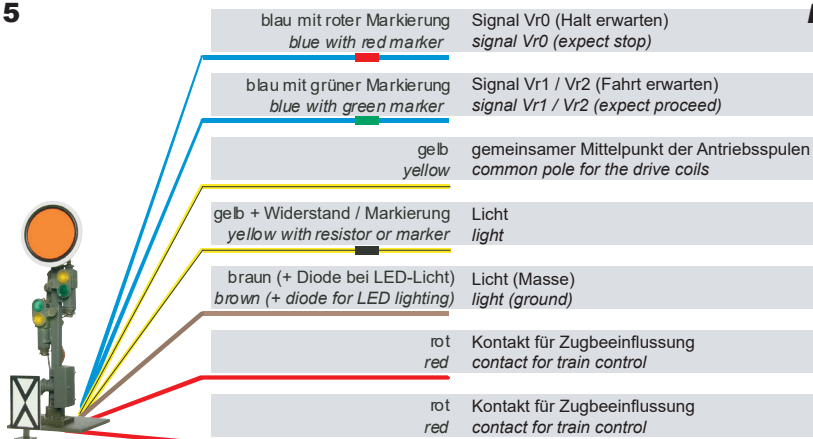 5
blau mit roter Markierung Signal Vr0 (Halt erwarten)
blue with red marker signal Vr0 (expect stop)
blau mit grüner Markierung Signal Vr1 / Vr2 (Fahrt erwarten)
blue with green marker signal Vr1 / Vr2 (expect proceed)
gelb gemeinsamer Mittelpunkt der Antriebsspulen
yellow common pole for the drive coils
gelb + Widerstand / Markierung Licht
yellow with resistor or marker light
braun (+ Diode bei LED-Licht) Licht (Masse)
brown (+ diode for LED lighting) light (ground)
rot Kontakt für Zugbeeinflussung
red contact for train control
rot Kontakt für Zugbeeinflussung
red contact for train control